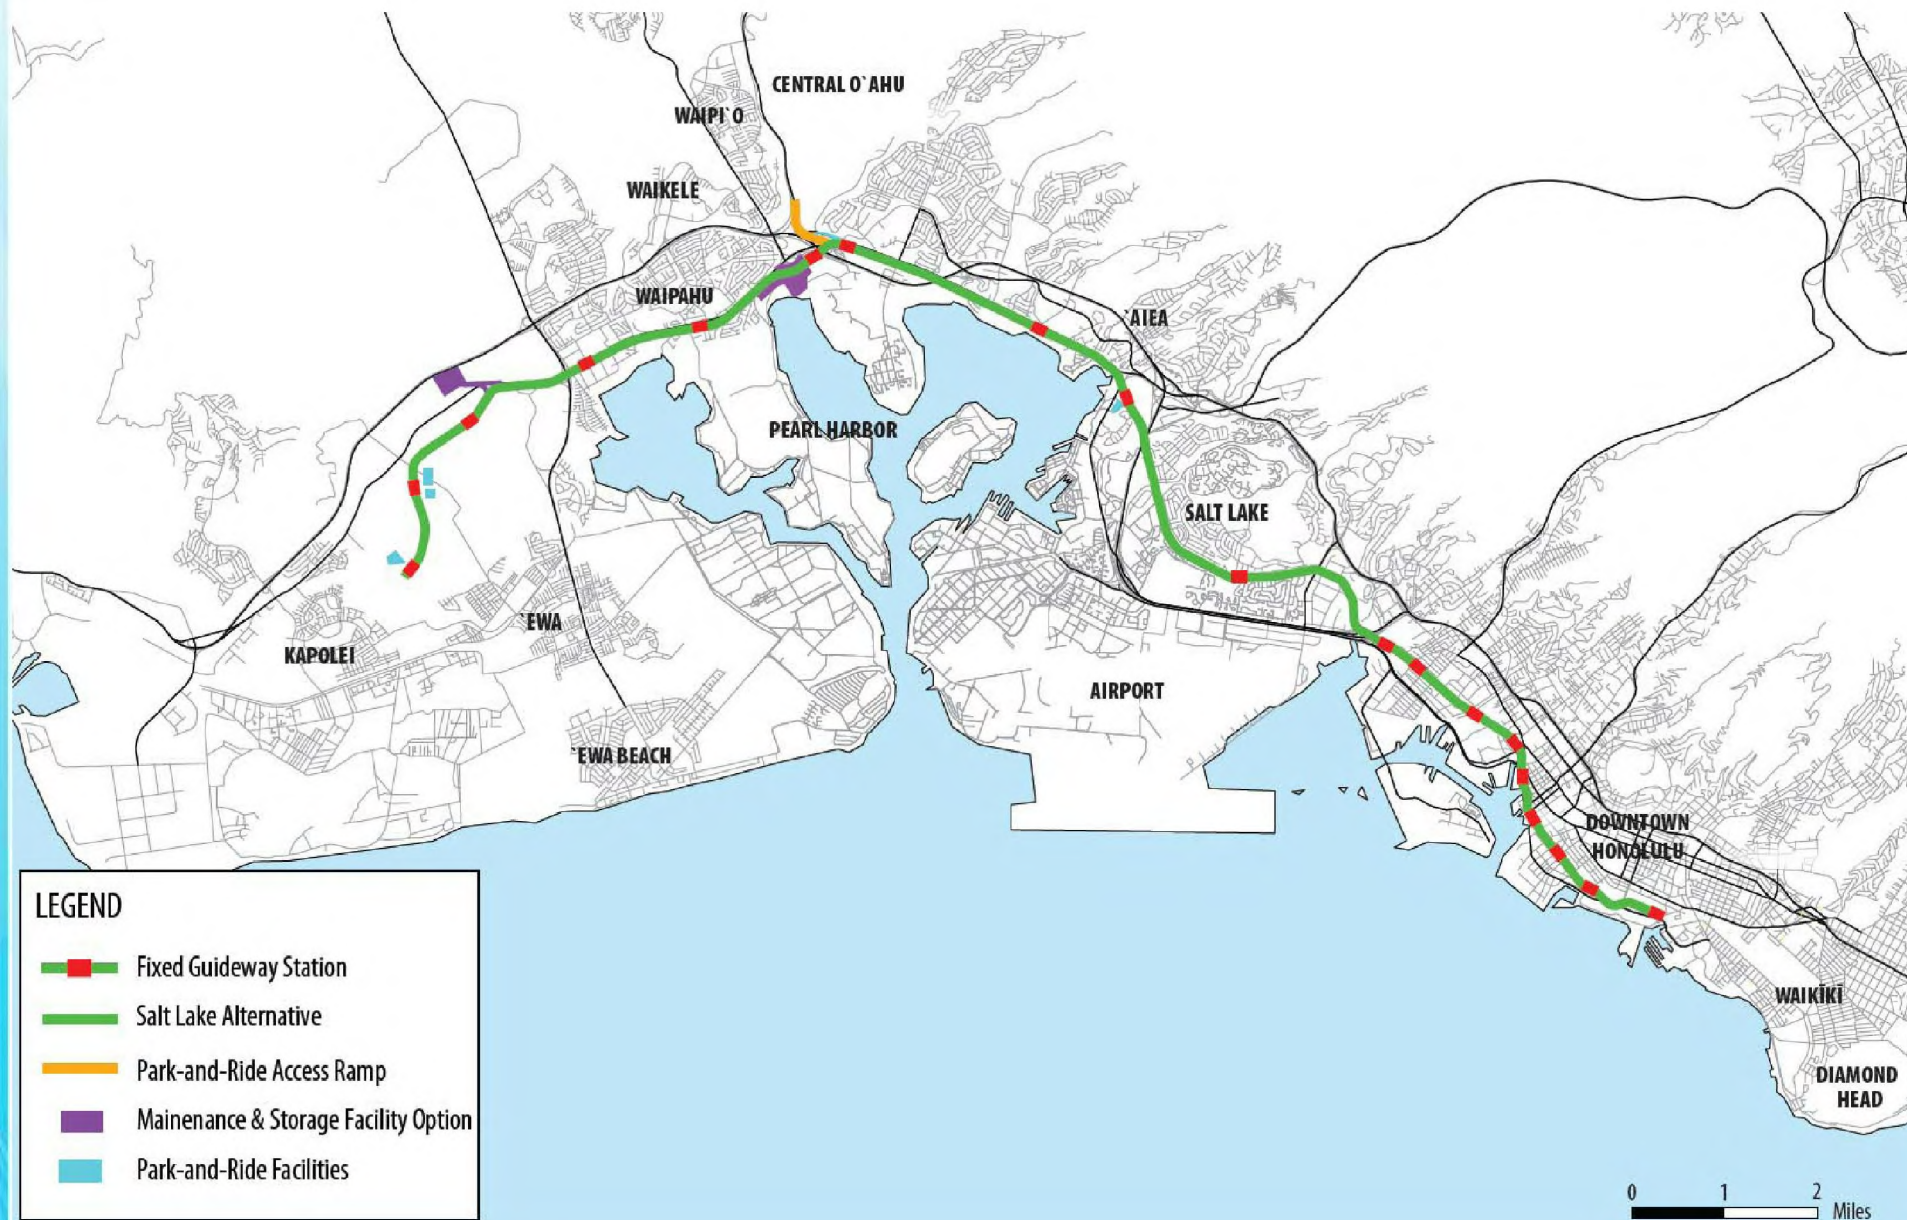 CENTRAL O`AHU
WAIPI`O
WAIKELE
WAIPAHU
`AIEA
PEARL HARBOR
SALT LAKE
`EWA
KAPOLEI
AIRPORT
`EWA BEACH
DOWNTOWN
HONOLULU
WAIKĪKĪ
DIAMOND
HEAD
LEGEND
Fixed Guideway Station
Salt Lake Alternative
Park-and-Ride Access Ramp
Mainenance & Storage Facility Option
Park-and-Ride Facilities
0 1 2
Miles